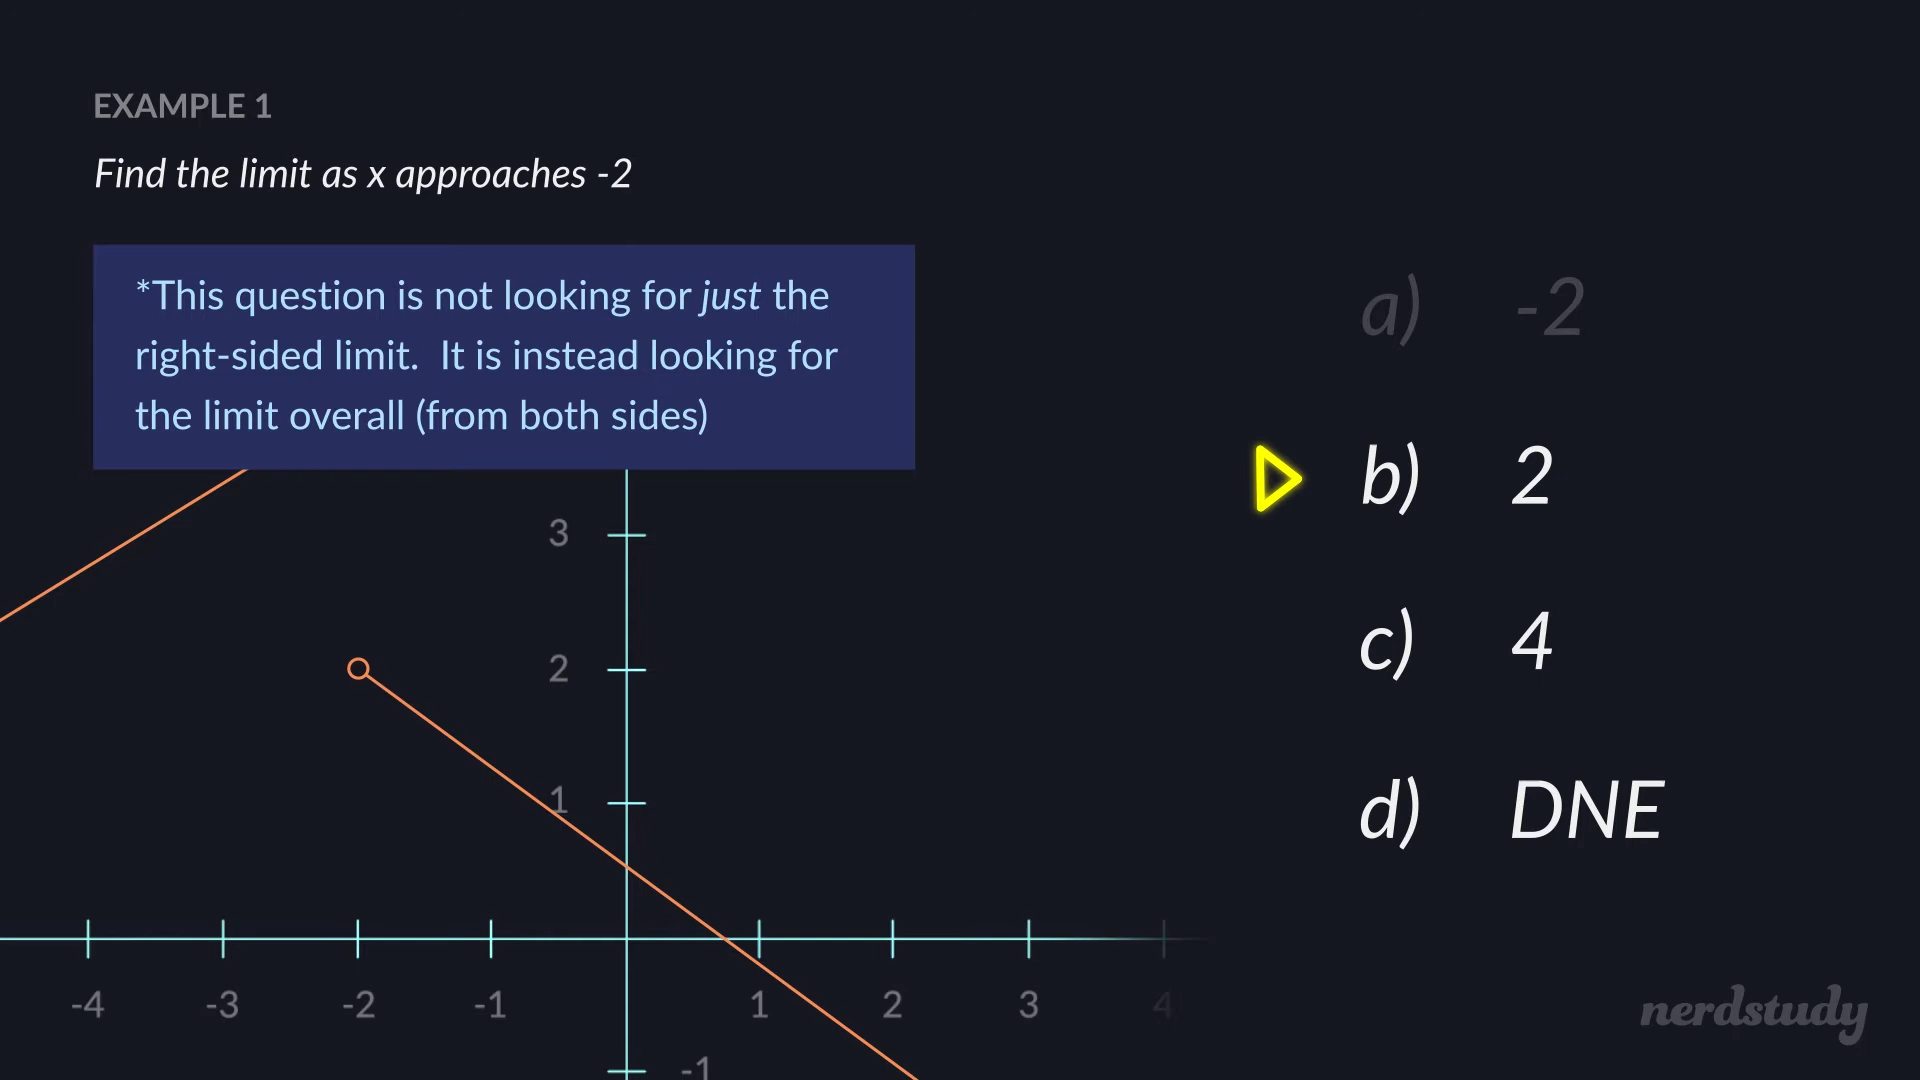 EXAMPLE 1
Find the limit as x approaches -2
*This question is not looking for just the
right-sided limit. It is instead looking for
the limit overall (from both sides)
a) -2
b) 2
c) 4
d) DNE
3
2
1
-4 -3 -2 -1 1 2 3 4
-1
nerdstudy